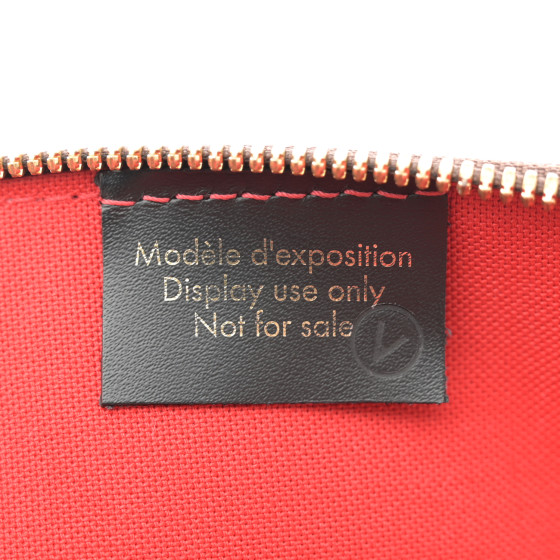 Modèle d'exposition
Display use only
Not for sale